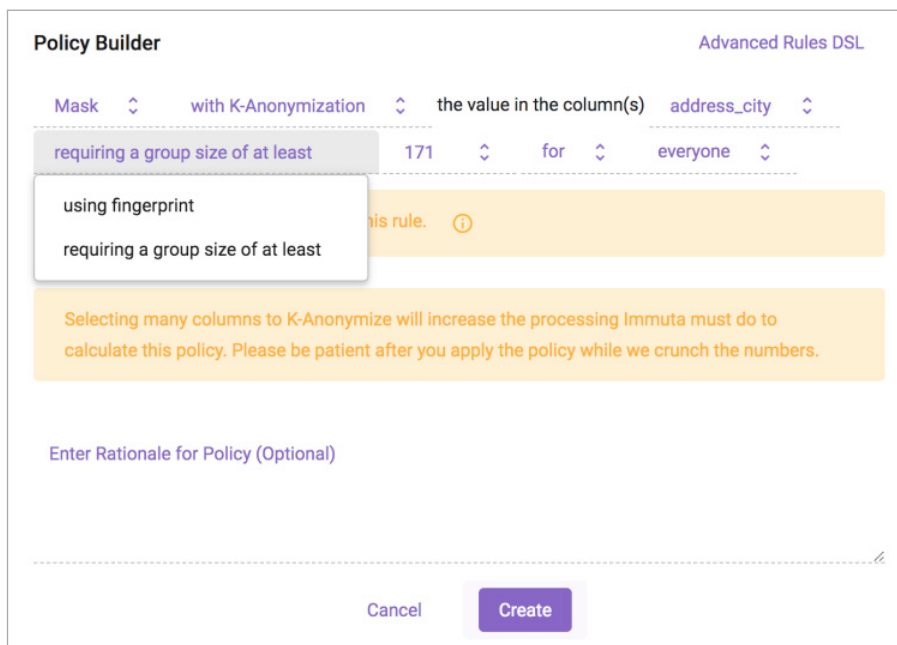 Policy Builder
Advanced Rules DSL
Mask with K-Anonymization the value in the column(s) address_city
requiring a group size of at least 171 for everyone
using fingerprint
his rule.
requiring a group size of at least
Selecting many columns to K-Anonymize will increase the processing Immuta must do to
calculate this policy. Please be patient after you apply the policy while we crunch the numbers.
Enter Rationale for Policy (Optional)
Cancel
Create